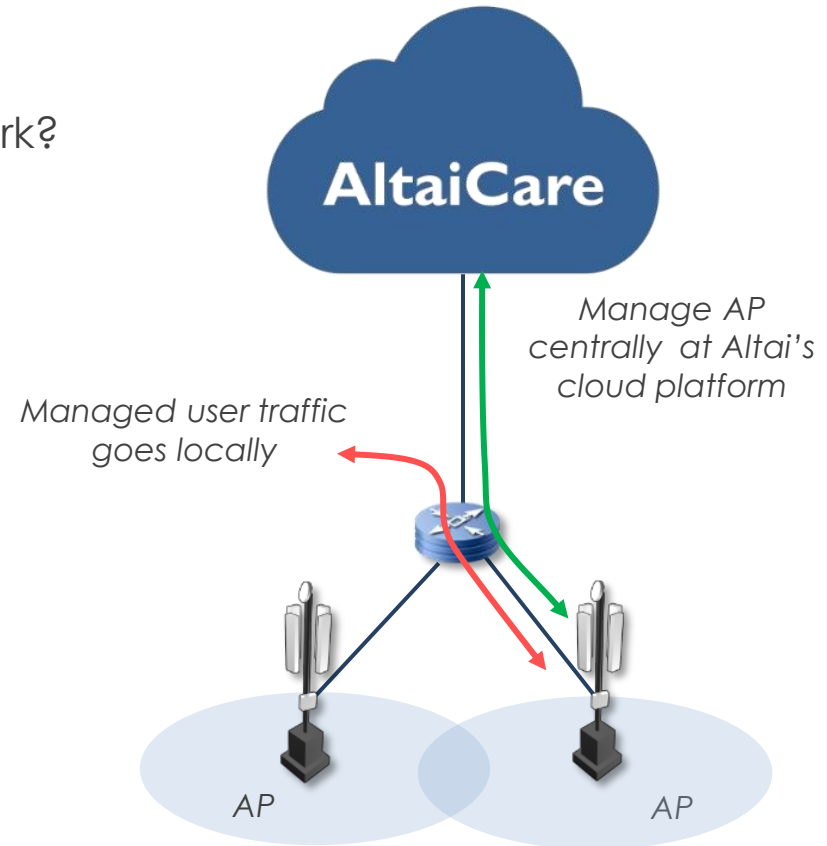 rk?
AltaiCare
Manage AP
centrally at Altai's
cloud platform
Managed user traffic
goes locally
AP
AP